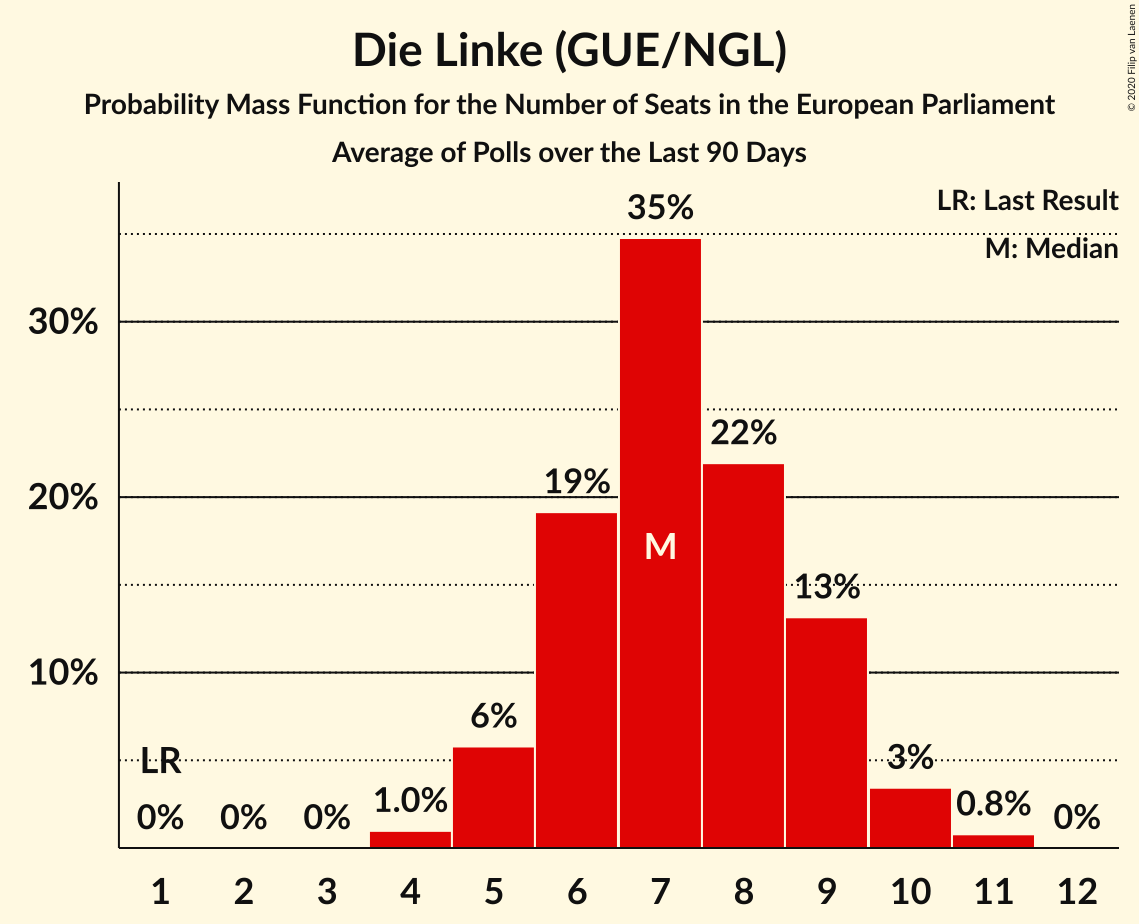 Die Linke (GUE/NGL)
Probability Mass Function for the Number of Seats in the European Parliament
Average of Polls over the Last 90 Days
© 2020 Filip van Laenen
LR: Last Result
M: Median
35%
30%
22%
19%
20%
M
13%
10%
6%
LR
3%
1.0%
0.8%
0%
0%
0%
0%
1 2 3 4 5 6 7 8 9 10 11 12